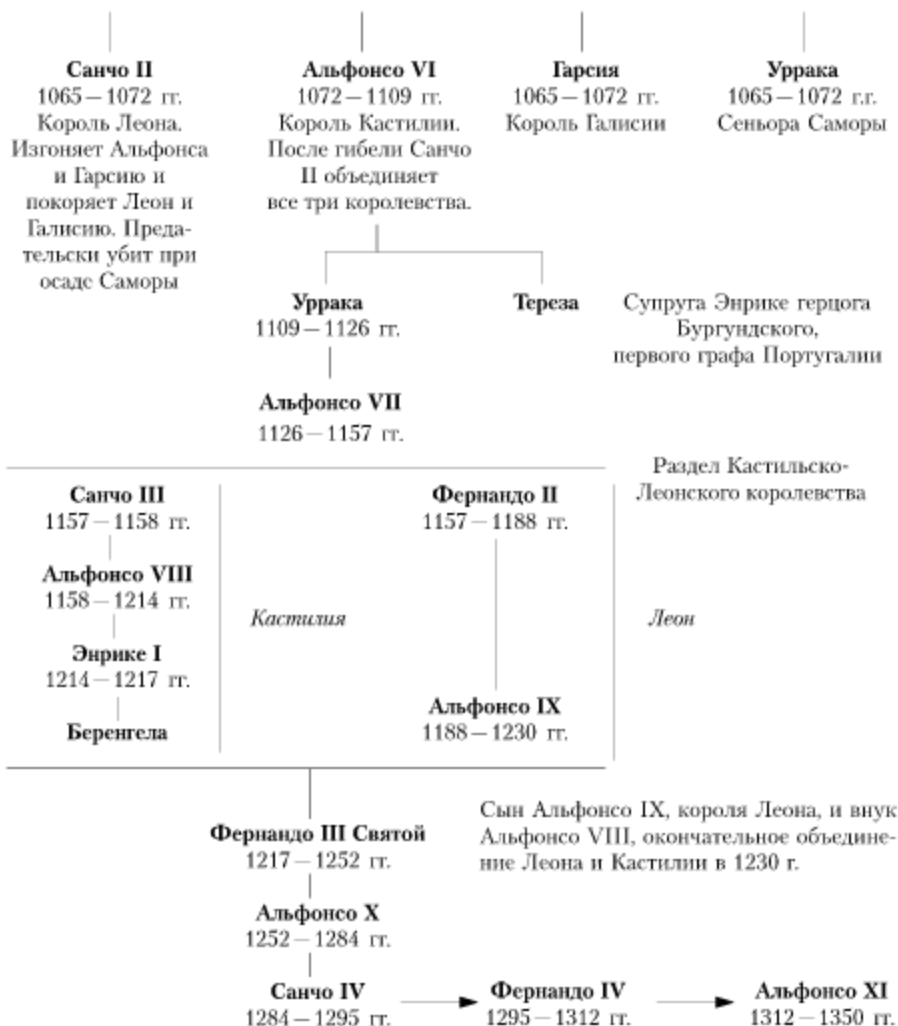 Санчо II
1065 — 1072 гг.
Король Леона.
Изгоняет Альфонса
и Гарсию и
покоряет Леон и
Галисию. Преда-
тельски убит при
осаде Саморы
Альфонсо VI
1072 — 1109 гг.
Король Кастилии.
После гибели Санчо
II объединяет
все три королевства.
Гарсия
1065 — 1072 гг.
Король Галисии
Уррака
1065 — 1072 г.г.
Сеньора Саморы
Уррака
1109 — 1126 гг.
Тереза
Супруга Энрике герцога
Бургундского,
первого графа Португалии
Альфонсо VII
1126 — 1157 гг.
Раздел Кастильско-
Леонского королевства
Санчо III
1157 — 1158 гг.
Альфонсо VIII
1158 — 1214 гг.
Энрике I
1214 — 1217 гг.
Беренгела
Кастилия
Фернандо II
1157 — 1188 гг.
Альфонсо IX
1188 — 1230 гг.
Леон
Фернандо III Святой
1217 — 1252 гг.
Сын Альфонсо IX, короля Леона, и внук
Альфонсо VIII, окончательное объедине-
ние Леона и Кастилии в 1230 г.
Альфонсо X
1252 — 1284 гг.
Санчо IV
1284 — 1295 гг.
Фернандо IV
1295 — 1312 гг.
Альфонсо XI
1312 — 1350 гг.